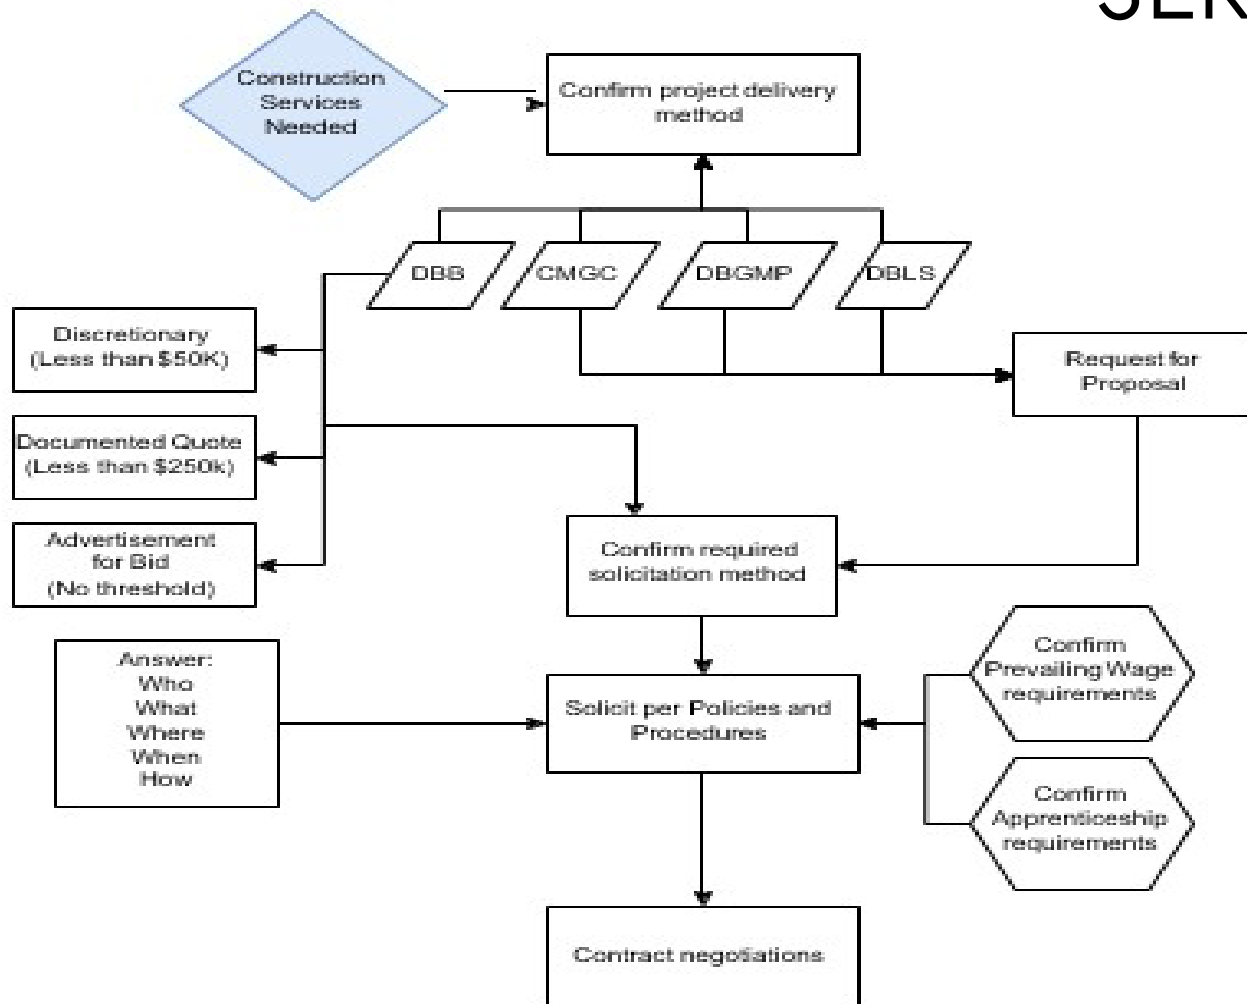 Construction
Services
Needed
Confirm project delivery
method
DBB
CMGC
DBGMP
DBLS
Discretionary
(Less than $50K)
Request for
Proposal
Documented Quote
(Less than $250k)
Advertisement
for Bid
(No threshold)
Confirm required
solicitation method
Answer:
Who
What
Where
When
How
Solicit per Policies and
Procedures
Confirm
Prevailing Wage
requirements
Confirm
Apprenticeship
requirements
Contract negotiations